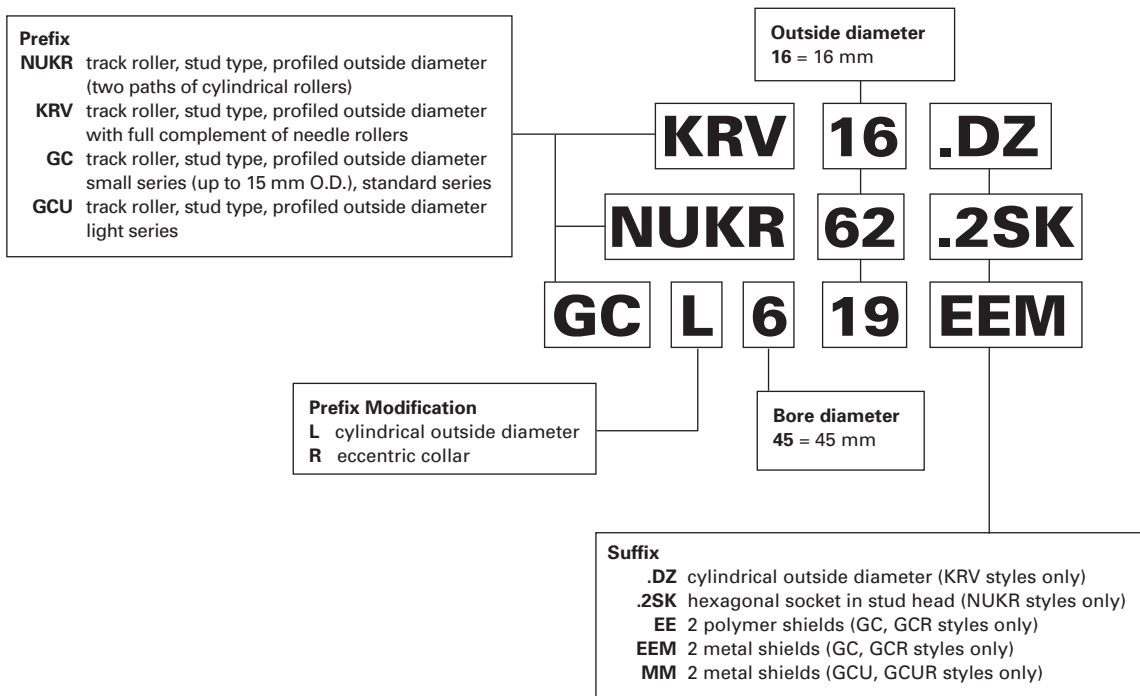 Prefix
NUKR track roller, stud type, profiled outside diameter
(two paths of cylindrical rollers)
KRV track roller, stud type, profiled outside diameter
with full complement of needle rollers
GC track roller, stud type, profiled outside diameter
small series (up to 15 mm O.D.), standard series
GCU track roller, stud type, profiled outside diameter
light series
Outside diameter
16 = 16 mm
KRV 16 .DZ
NUKR 62 .2SK
GC L 6 19 EEM
Prefix Modification
L cylindrical outside diameter
R eccentric collar
Bore diameter
45 = 45 mm
Suffix
.DZ cylindrical outside diameter (KRV styles only)
.2SK hexagonal socket in stud head (NUKR styles only)
EE 2 polymer shields (GC, GCR styles only)
EEM 2 metal shields (GC, GCR styles only)
MM 2 metal shields (GCU, GCUR styles only)